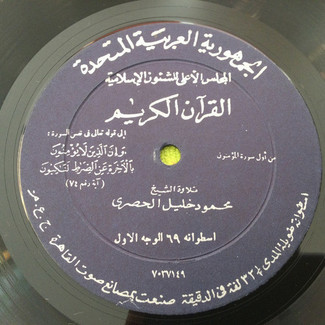 الجمهورية العربية المتحدة
المجلس الأعلى للشئون الإسلامية
القرآن الكريم
من أول سورة المؤمنون
إلى قوله تعالى في نفس السورة :
وإن الذين لا يؤمنون
بالآخرة عن الصراط لناكبون
( آية رقم ٧٤ )
تلاوة الشيخ
محمود خليل الحصري
اسطوانة ٦٩ الوجه الأول
٧٠٣٧١٤٩
اسطوانة طويلة المدى ٣٣ لفة في الدقيقة صنعت بمصانع صوت القاهرة ج.ع.م